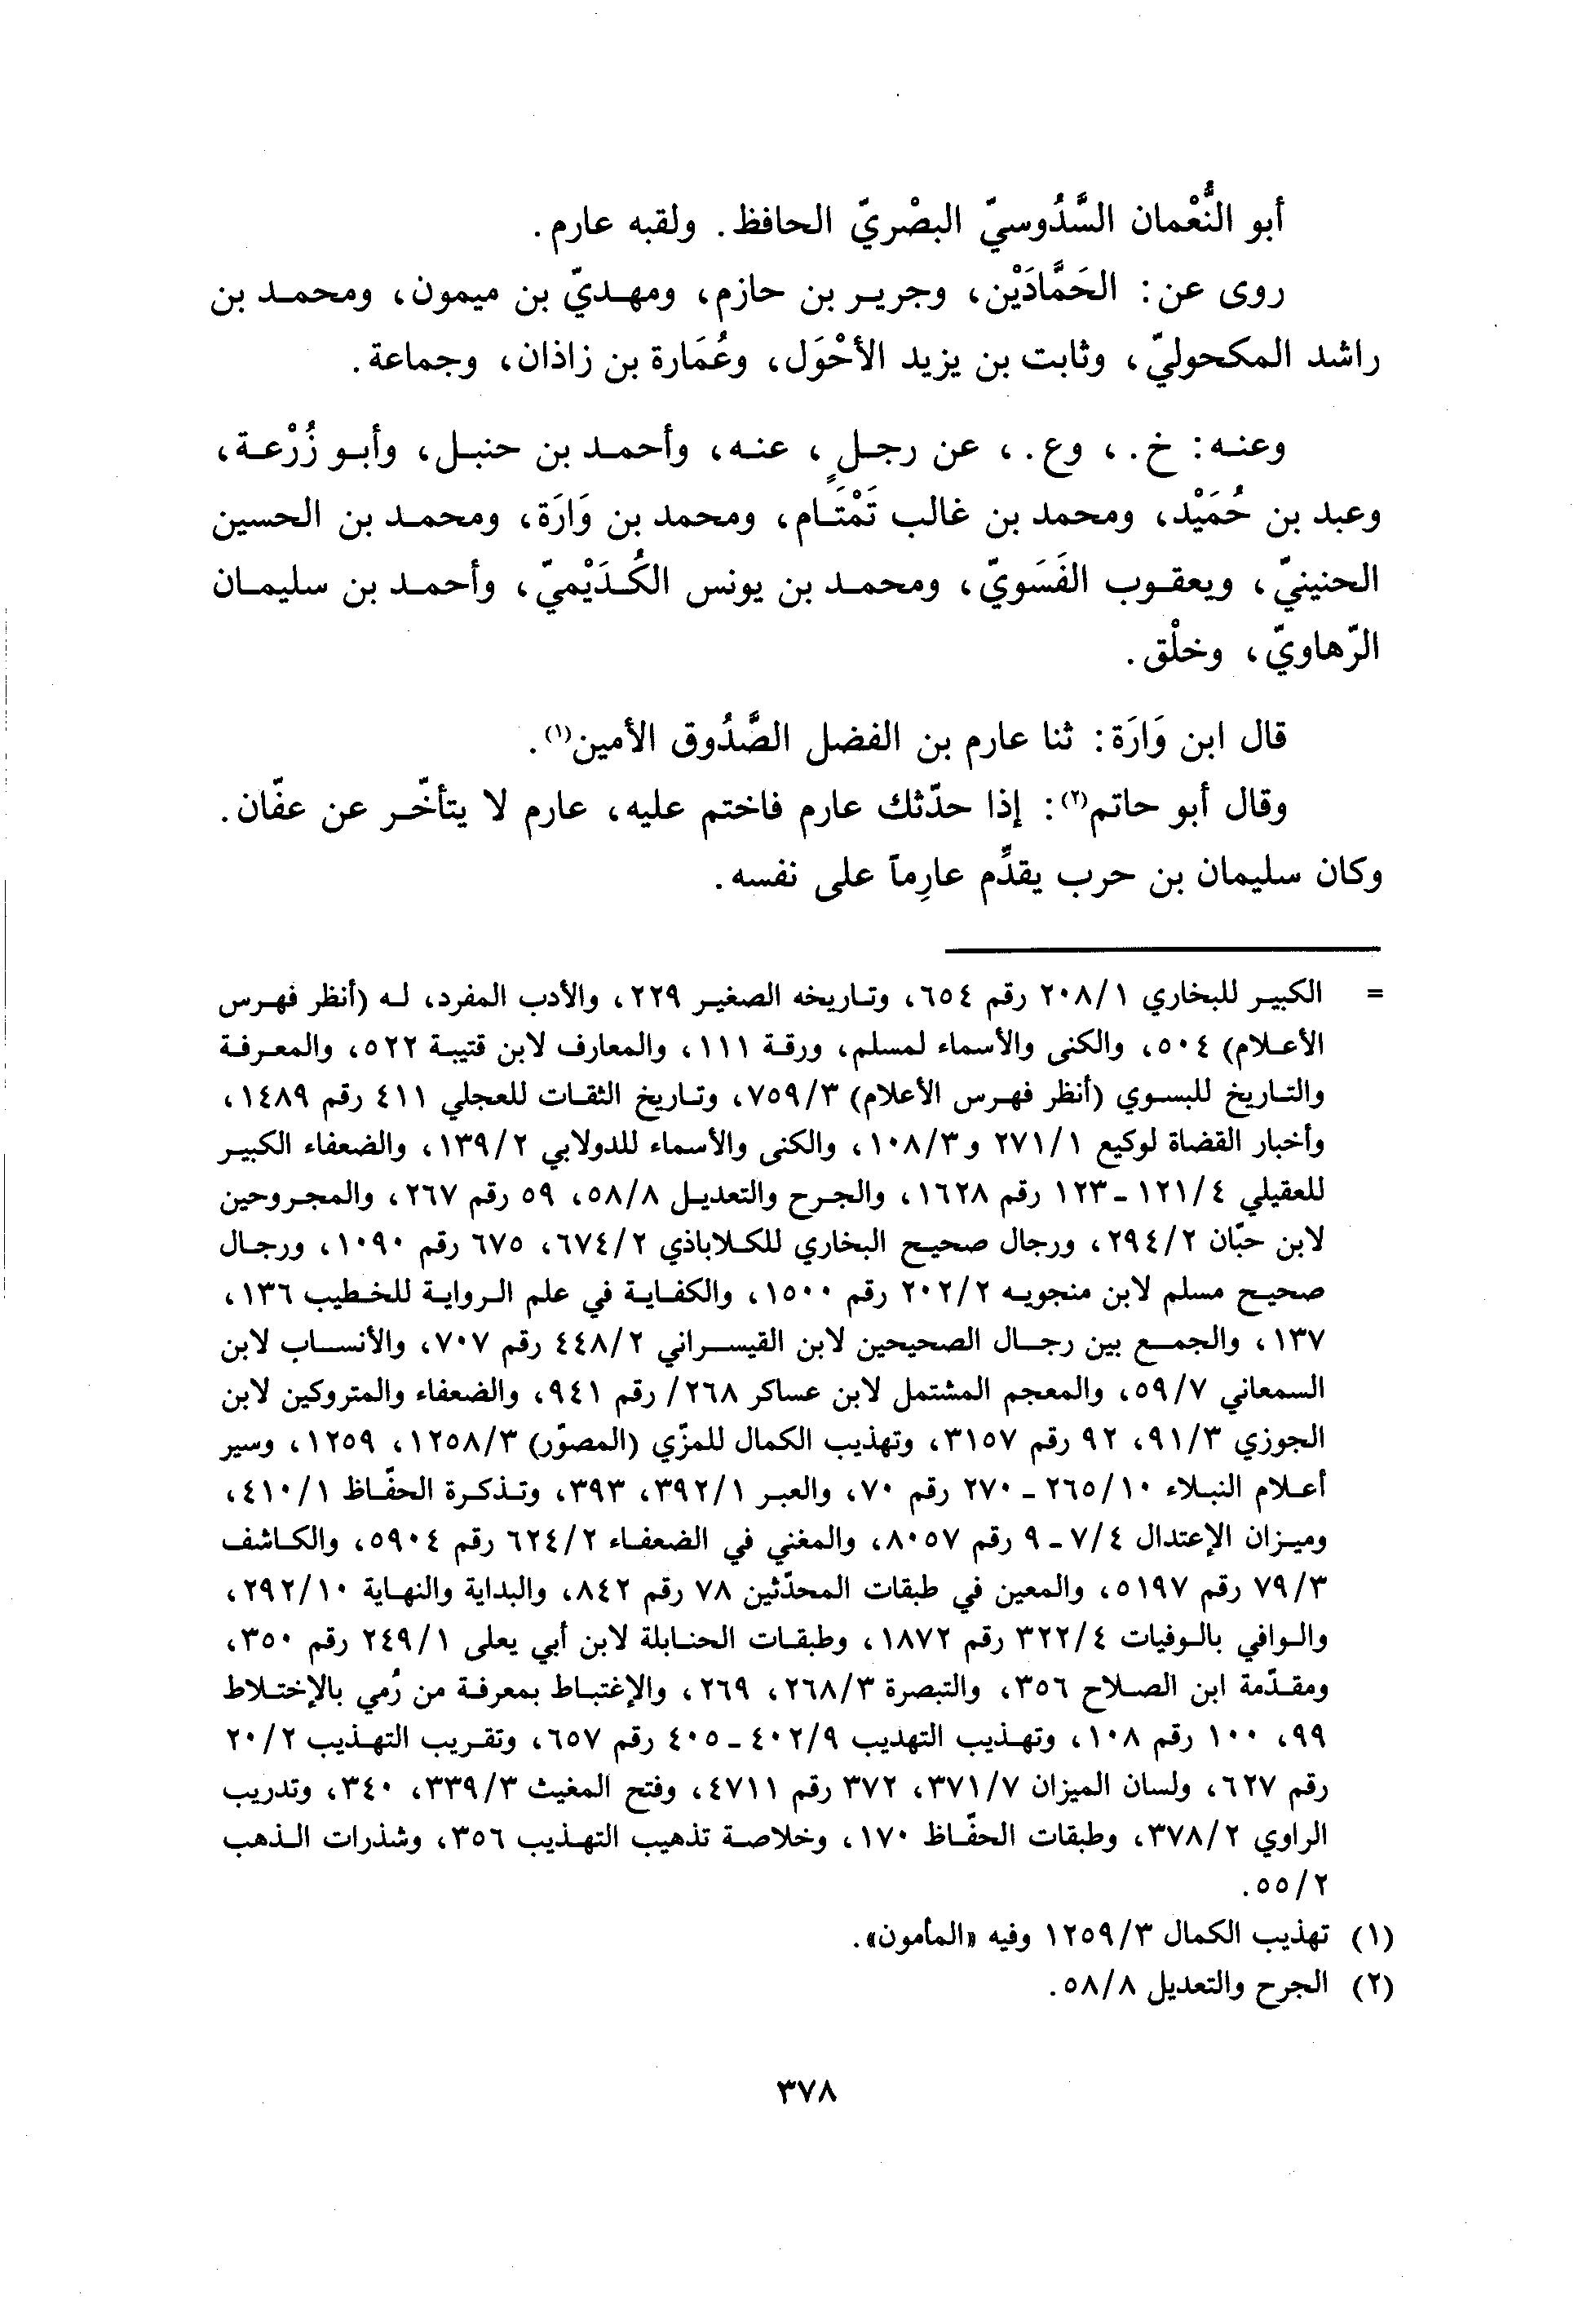 أبو النُّعْمان السَّدُوسيّ البصْريّ الحافظ. ولقبه عارم.
روى عن: الحَمَّادَيْن، وجرير بن حازم، ومهديّ بن ميمون، ومحمد بن
راشد المكحوليّ، وثابت بن يزيد الأحْوَل، وعُمَارة بن زاذان، وجماعة.
وعنه: خ.، وع.، عن رجلٍ، عنه، وأحمد بن حنبل، وأبو زُرْعة،
وعبد بن حُمَيْد، ومحمد بن غالب تَمْتَام، ومحمد بن وَارَة، ومحمد بن الحسين
الحنينيّ، ويعقوب الفَسَويّ، ومحمد بن يونس الكُدَيْميّ، وأحمد بن سليمان
الرّهاويّ، وخلْق.
قال ابن وَارَة: ثنا عارم بن الفضل الصَّدُوق الأمين(١).
وقال أبو حاتم(٢): إذا حدّثك عارم فاختم عليه، عارم لا يتأخّر عن عفّان.
وكان سليمان بن حرب يقدِّم عارِماً على نفسه.
= الكبير للبخاري ٢٠٨/١ رقم ٦٥٤، وتاريخه الصغير ٢٢٩، والأدب المفرد، له (أنظر فهرس
الأعلام) ٥٠٤، والكنى والأسماء لمسلم، ورقة ١١١، والمعارف لابن قتيبة ٥٢٢، والمعرفة
والتاريخ للبسوي (أنظر فهرس الأعلام) ٧٥٩/٣، وتاريخ الثقات للعجلي ٤١١ رقم ١٤٨٩،
وأخبار القضاة لوكيع ٢٧١/١ و١٠٨/٣، والكنى والأسماء للدولابي ١٣٩/٢، والضعفاء الكبير
للعقيلي ١٢١/٤ - ١٢٣ رقم ١٦٢٨، والجرح والتعديل ٥٨/٨، ٥٩ رقم ٢٦٧، والمجروحين
لابن حبّان ٢٩٤/٢، ورجال صحيح البخاري للكلاباذي ٦٧٤/٢، ٦٧٥ رقم ١٠٩٠، ورجال
صحيح مسلم لابن منجويه ٢٠٢/٢ رقم ١٥٠٠، والكفاية في علم الرواية للخطيب ١٣٦،
١٣٧، والجمع بين رجال الصحيحين لابن القيسراني ٤٤٨/٢ رقم ٧٠٧، والأنساب لابن
السمعاني ٥٩/٧، والمعجم المشتمل لابن عساكر ٢٦٨/ رقم ٩٤١، والضعفاء والمتروكين لابن
الجوزي ٩١/٣، ٩٢ رقم ٣١٥٧، وتهذيب الكمال للمزّي (المصوّر) ١٢٥٨/٣، ١٢٥٩، وسير
أعلام النبلاء ٢٦٥/١٠ - ٢٧٠ رقم ٧٠، والعبر ٣٩٢/١، ٣٩٣، وتذكرة الحفّاظ ٤١٠/١،
وميزان الإعتدال ٧/٤ - ٩ رقم ٨٠٥٧، والمغني في الضعفاء ٦٢٤/٢ رقم ٥٩٠٤، والكاشف
٧٩/٣ رقم ٥١٩٧، والمعين في طبقات المحدّثين ٧٨ رقم ٨٤٢، والبداية والنهاية ٢٩٢/١٠،
والوافي بالوفيات ٣٢٢/٤ رقم ١٨٧٢، وطبقات الحنابلة لابن أبي يعلى ٢٤٩/١ رقم ٣٥٠،
ومقدّمة ابن الصلاح ٣٥٦، والتبصرة ٢٦٨/٣، ٢٦٩، والإغتباط بمعرفة من رُمي بالإختلاط
٩٩، ١٠٠ رقم ١٠٨، وتهذيب التهديب ٤٠٢/٩ - ٤٠٥ رقم ٦٥٧، وتقريب التهذيب ٢٠/٢
رقم ٦٢٧، ولسان الميزان ٣٧١/٧، ٣٧٢ رقم ٤٧١١، وفتح المغيث ٣٣٩/٣، ٣٤٠، وتدريب
الراوي ٣٧٨/٢، وطبقات الحفّاظ ١٧٠، وخلاصة تذهيب التهذيب ٣٥٦، وشذرات الذهب
٥٥/٢.
(١) تهذيب الكمال ١٢٥٩/٣ وفيه «المأمون».
(٢) الجرح والتعديل ٥٨/٨.
٣٧٨